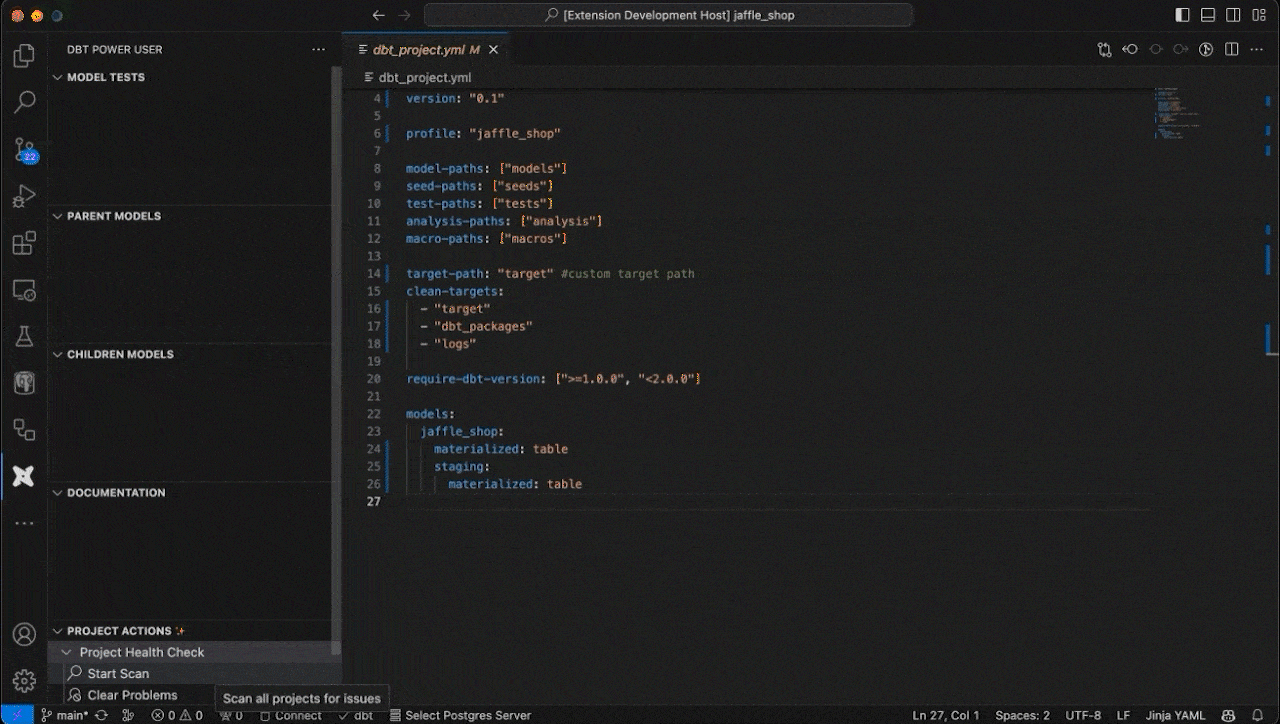 [Extension Development Host] jaffle_shop
DBT POWER USER
MODEL TESTS
PARENT MODELS
CHILDREN MODELS
DOCUMENTATION
PROJECT ACTIONS
Project Health Check
Start Scan
Clear Problems
Scan all projects for issues
22
dbt_project.yml M
dbt_project.yml
4 version: "0.1"
5
6 profile: "jaffle_shop"
7
8 model-paths: ["models"]
9 seed-paths: ["seeds"]
10 test-paths: ["tests"]
11 analysis-paths: ["analysis"]
12 macro-paths: ["macros"]
13
14 target-path: "target" #custom target path
15 clean-targets:
16 - "target"
17 - "dbt_packages"
18 - "logs"
19
20 require-dbt-version: [">=1.0.0", "<2.0.0"]
21
22 models:
23 jaffle_shop:
24 materialized: table
25 staging:
26 materialized: table
27
main* 0 0 0 Connect dbt Select Postgres Server Ln 27, Col 1 Spaces: 2 UTF-8 LF Jinja YAML